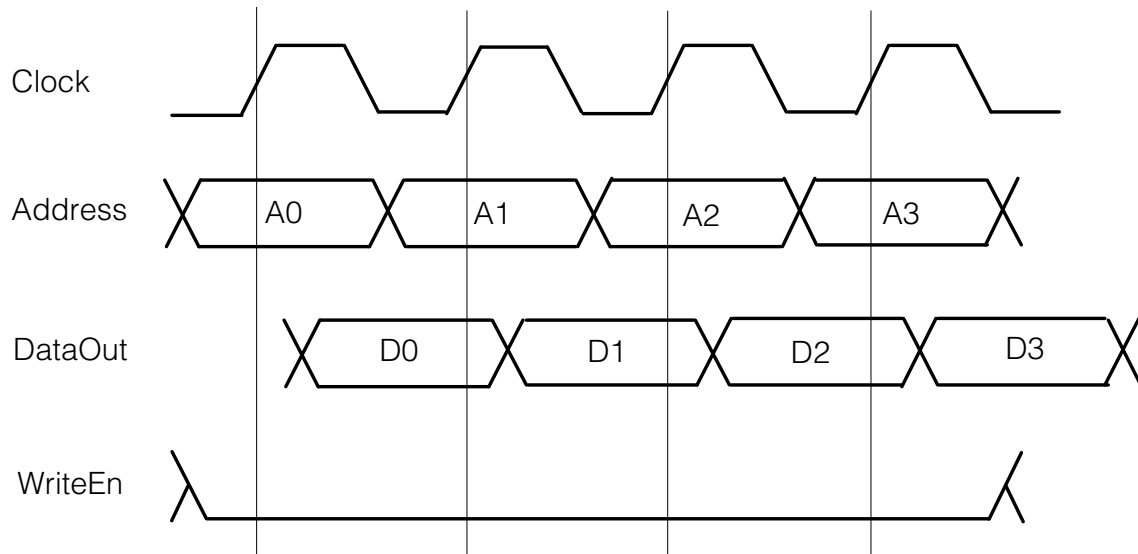 Clock
Address A0 A1 A2 A3
DataOut D0 D1 D2 D3
WriteEn